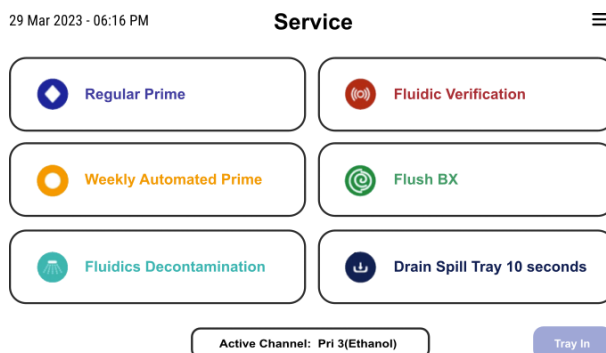 29 Mar 2023 - 06:16 PM
Service
Regular Prime
Fluidic Verification
Weekly Automated Prime
Flush BX
Fluidics Decontamination
Drain Spill Tray 10 seconds
Active Channel: Pri 3(Ethanol)
Tray In